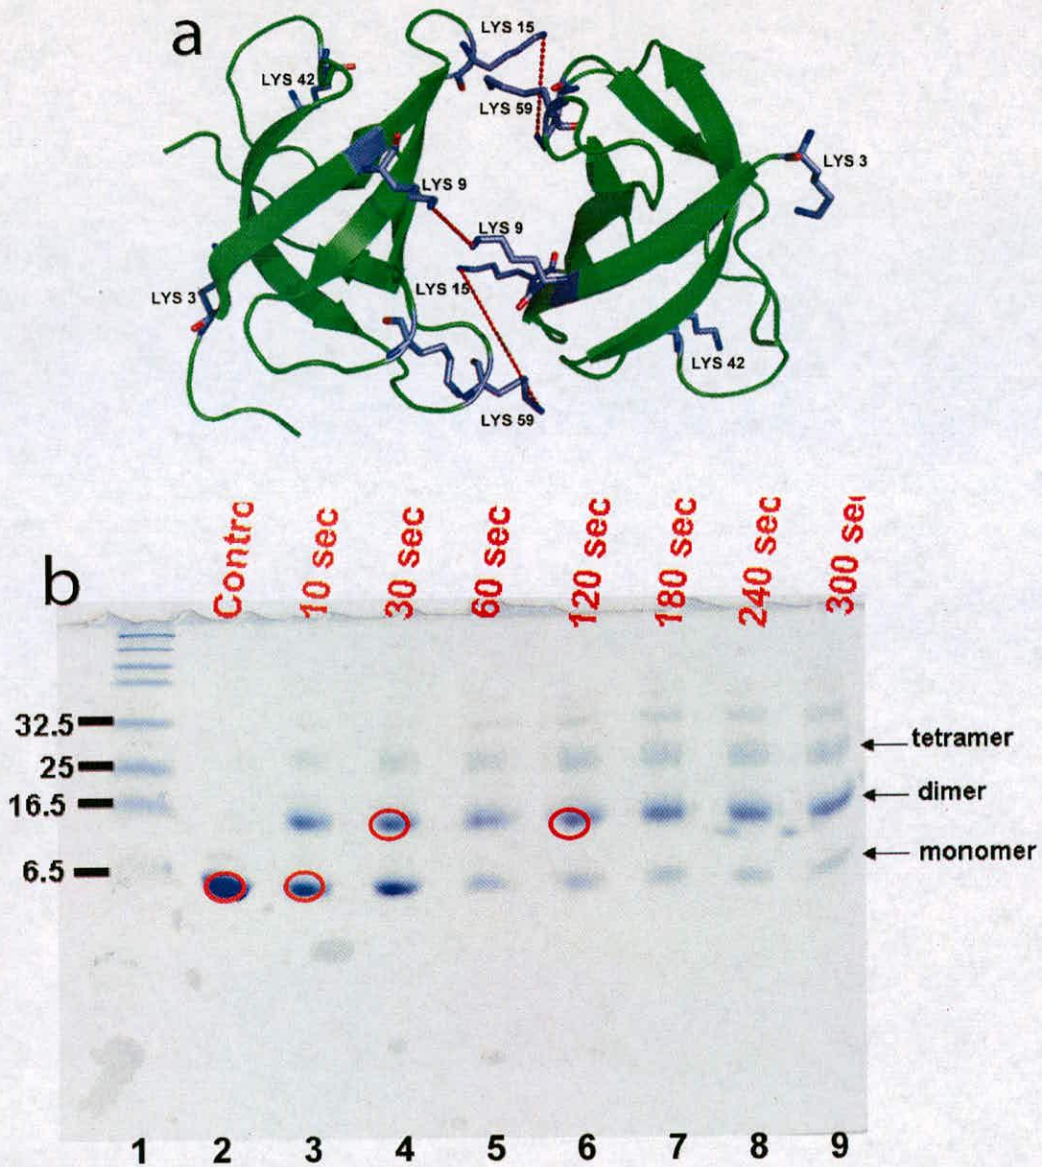 a
LYS 15
LYS 42
LYS 59
LYS 3
LYS 9
LYS 9
LYS 15
LYS 3
LYS 42
LYS 59
b
Contro
10 sec
30 sec
60 sec
120 sec
180 sec
240 sec
300 sec
32.5
25
16.5
6.5
tetramer
dimer
monomer
1 2 3 4 5 6 7 8 9